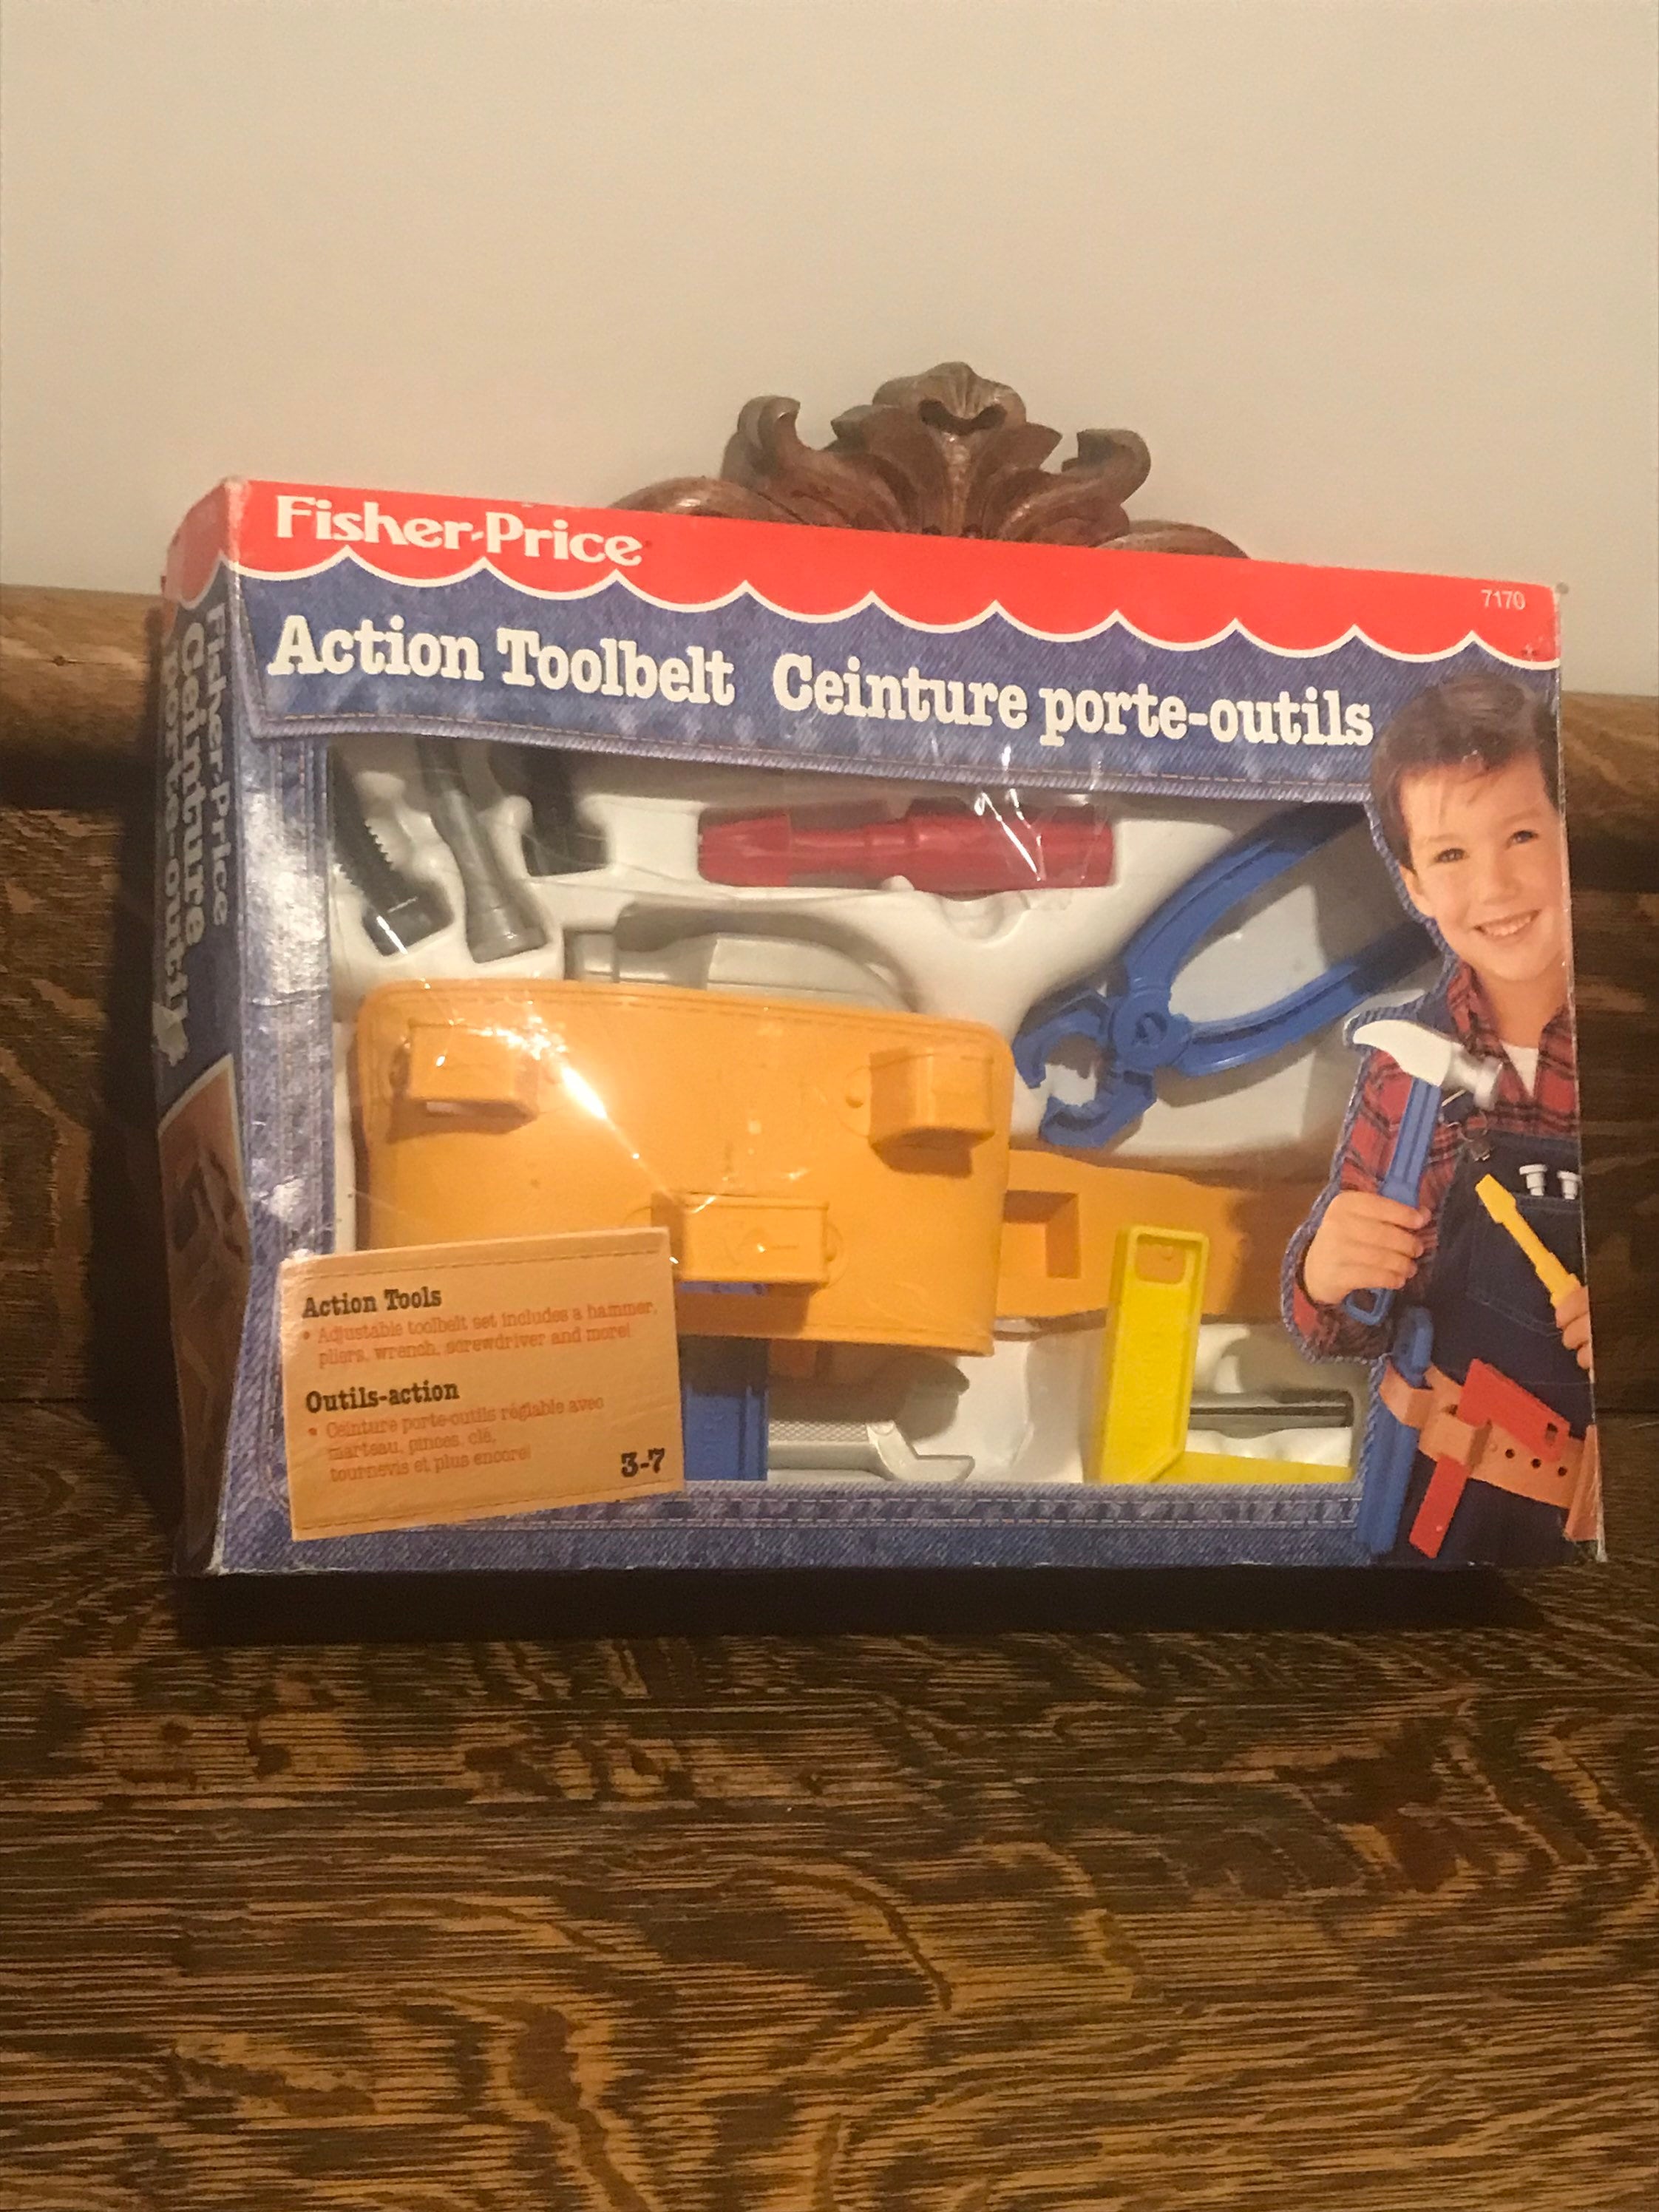 Fisher-Price
7170
Action Toolbelt Ceinture porte-outils
Fisher-Price
Ceinture
porte-outils
Action Tools
• Adjustable toolbelt set includes a hammer,
pliers, wrench, screwdriver and more!
Outils-action
• Ceinture porte-outils réglable avec
marteau, pinces, clé,
tournevis et plus encore!
3-7